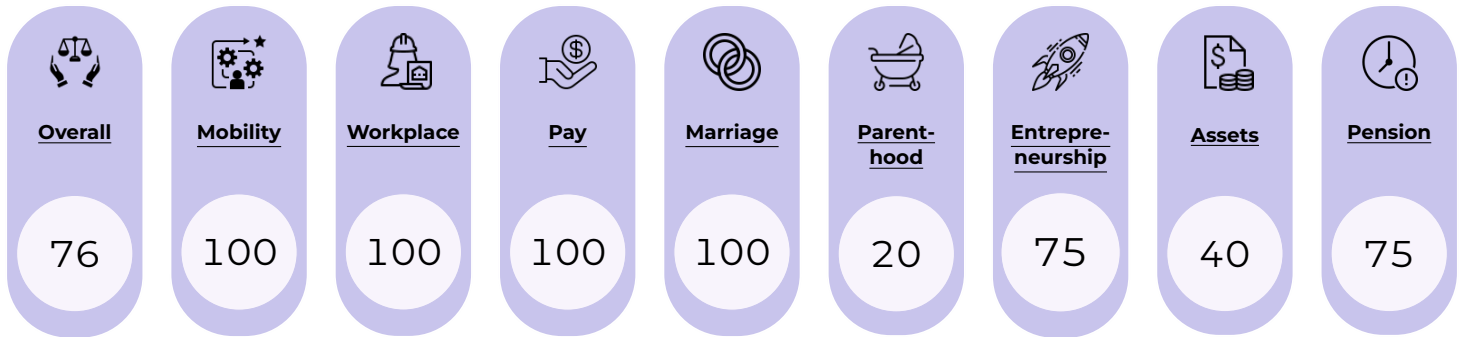 Overall
Mobility
Workplace
Pay
Marriage
Parent-
hood
Entrepre-
neurship
Assets
Pension
76
100
100
100
100
20
75
40
75